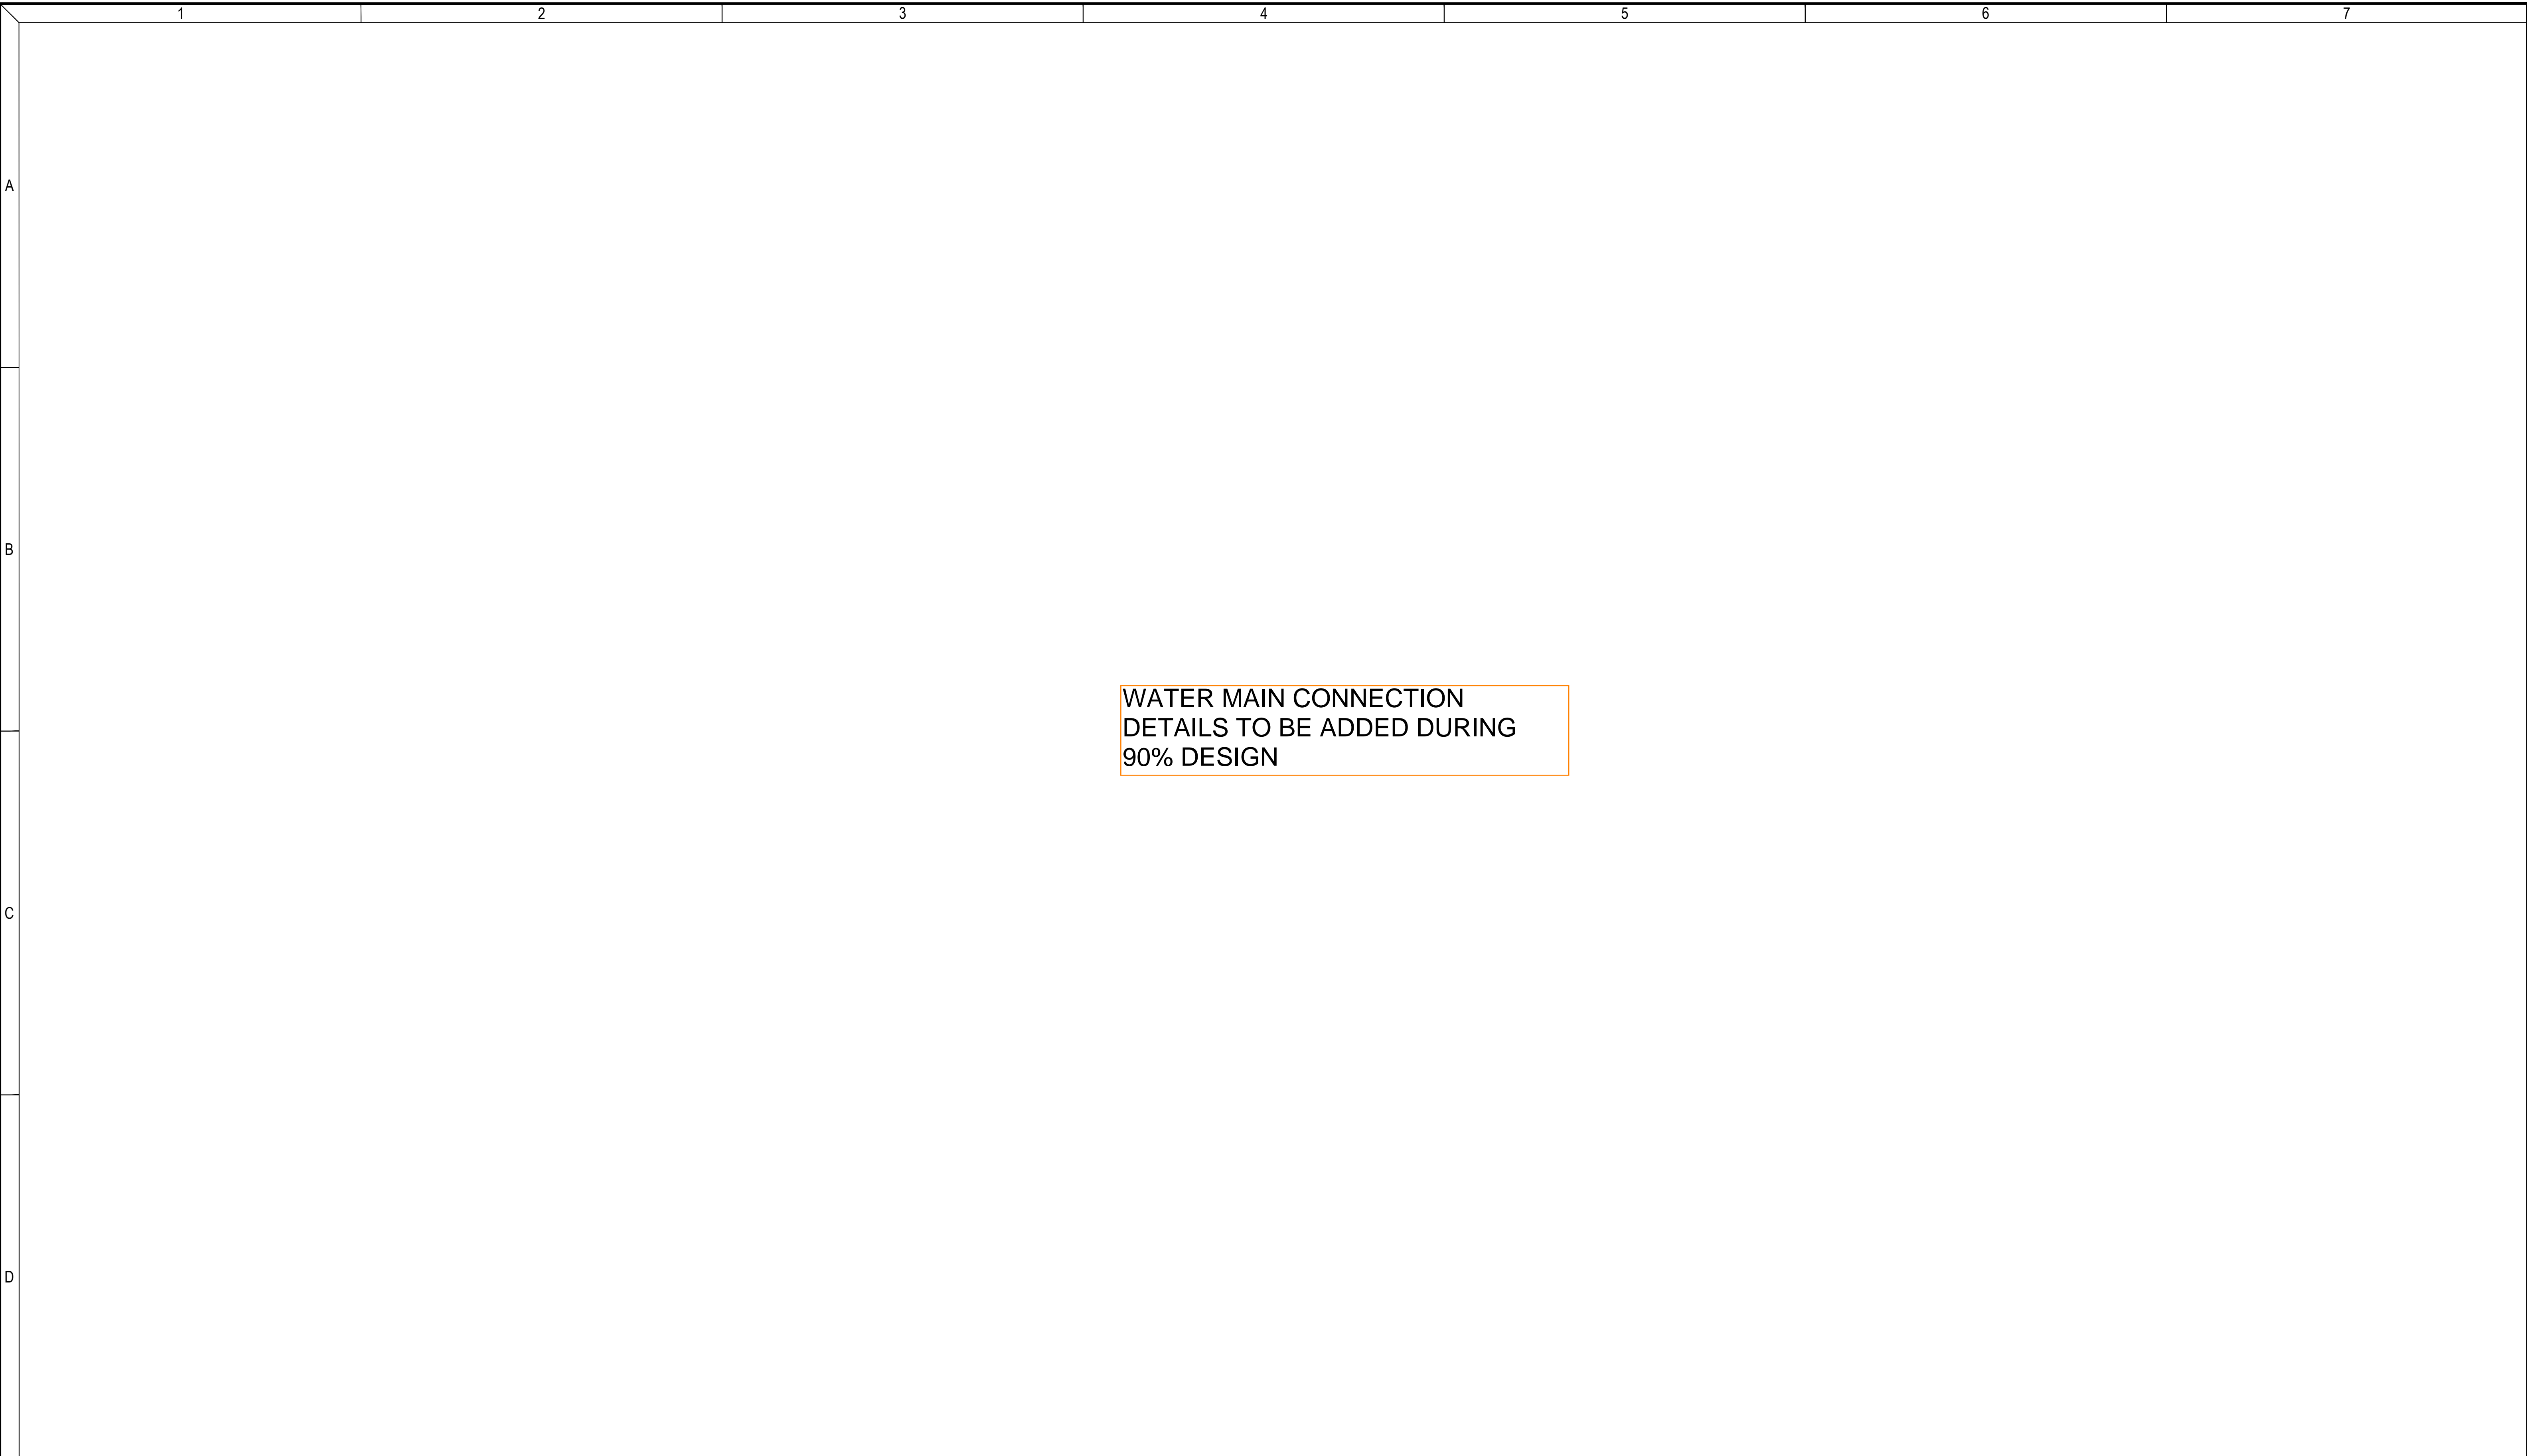 1 2 3 4 5 6 7
A
B
WATER MAIN CONNECTION
DETAILS TO BE ADDED DURING
90% DESIGN
C
D